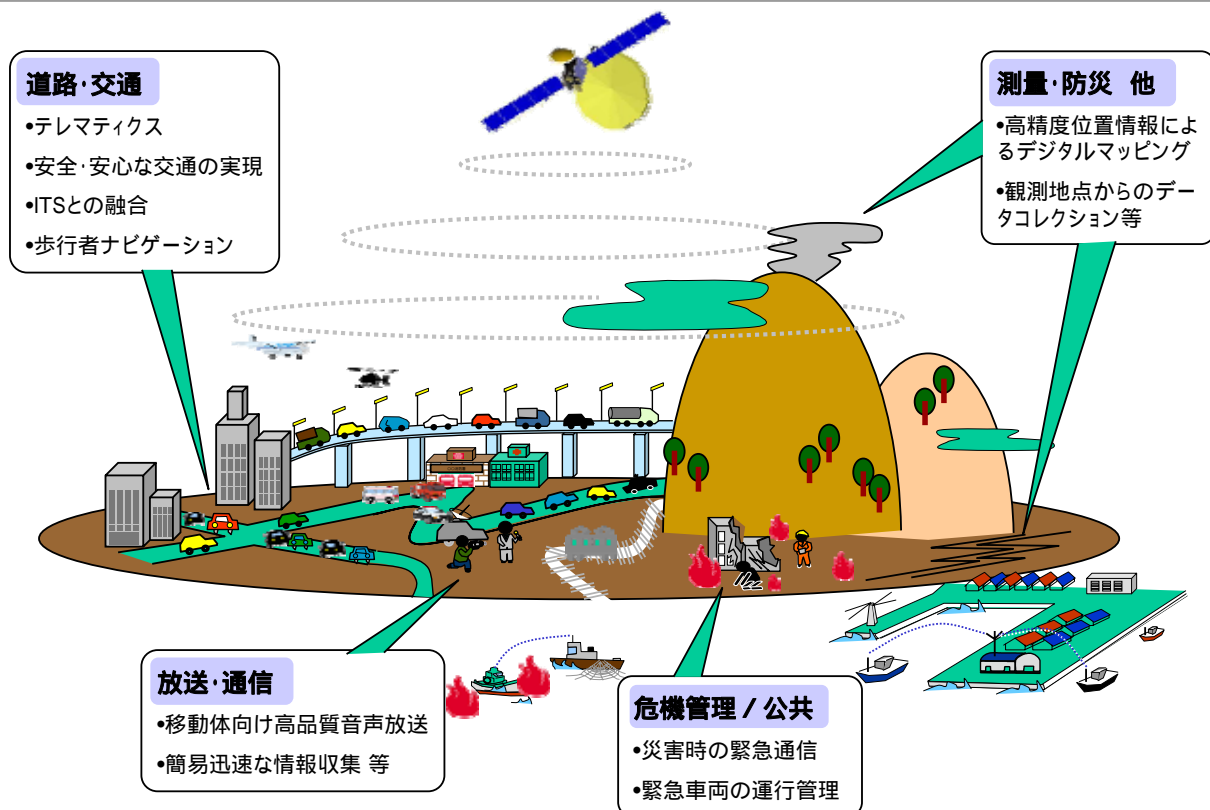 道路･交通
•テレマティクス
•安全･安心な交通の実現
•ITSとの融合
•歩行者ナビゲーション
測量･防災 他
•高精度位置情報によ
るデジタルマッピング
•観測地点からのデー
タコレクション等
放送･通信
•移動体向け高品質音声放送
•簡易迅速な情報収集 等
危機管理 / 公共
•災害時の緊急通信
•緊急車両の運行管理